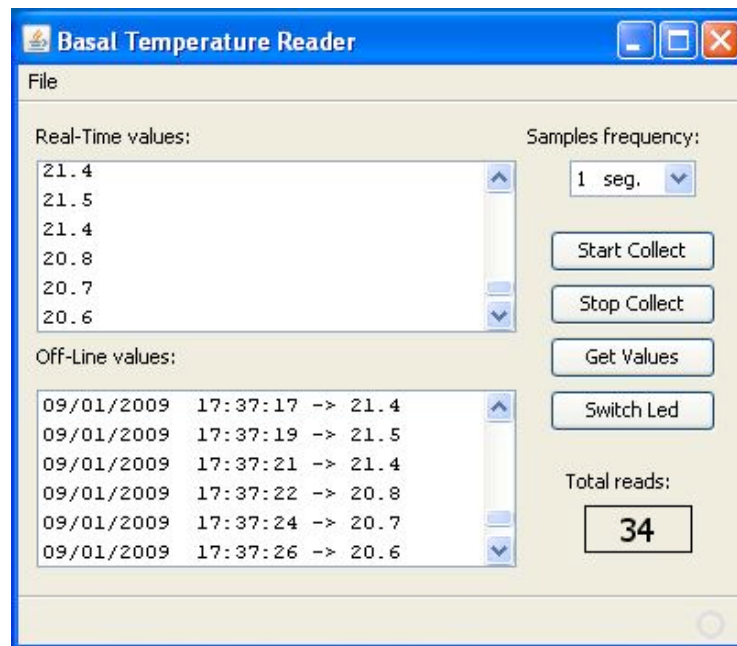 Basal Temperature Reader
File
Real-Time values:
21.4
21.5
21.4
20.8
20.7
20.6
Samples frequency:
1 seg.
Start Collect
Stop Collect
Get Values
Switch Led
Off-Line values:
09/01/2009 17:37:17 -> 21.4
09/01/2009 17:37:19 -> 21.5
09/01/2009 17:37:21 -> 21.4
09/01/2009 17:37:22 -> 20.8
09/01/2009 17:37:24 -> 20.7
09/01/2009 17:37:26 -> 20.6
Total reads:
34